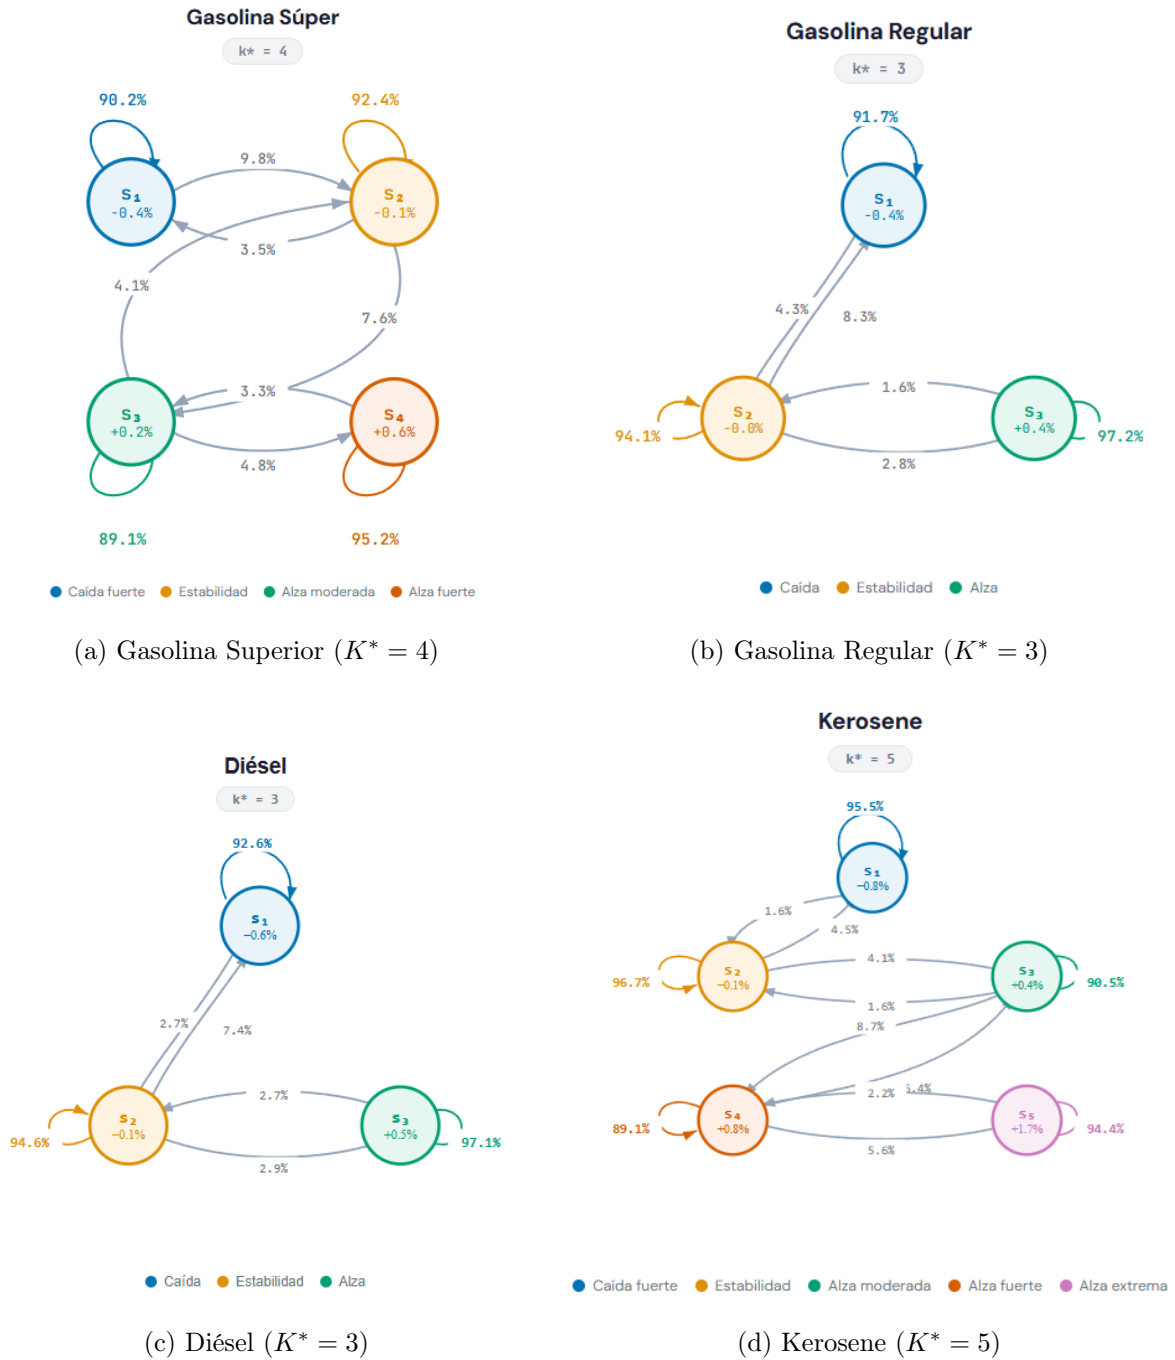 Gasolina Súper
k* = 4
90.2%
92.4%
9.8%
S₁
-0.4%
S₂
-0.1%
3.5%
4.1%
7.6%
3.3%
S₃
+0.2%
S₄
+0.6%
4.8%
89.1%
95.2%
Caída fuerte Estabilidad Alza moderada Alza fuerte
(a) Gasolina Superior (K* = 4)
Gasolina Regular
k* = 3
91.7%
S₁
-0.4%
4.3%
8.3%
1.6%
S₂
-0.0%
S₃
+0.4%
94.1%
97.2%
2.8%
Caída Estabilidad Alza
(b) Gasolina Regular (K* = 3)
Diésel
k* = 3
92.6%
S₁
−0.6%
2.7%
7.4%
2.7%
S₂
−0.1%
S₃
+0.5%
94.6%
97.1%
2.9%
Caída Estabilidad Alza
(c) Diésel (K* = 3)
Kerosene
k* = 5
95.5%
S₁
−0.8%
1.6%
4.5%
4.1%
S₂
−0.1%
S₃
+0.4%
96.7%
90.5%
1.6%
8.7%
2.2%
5.4%
S₄
+0.8%
S₅
+1.7%
89.1%
94.4%
5.6%
Caída fuerte Estabilidad Alza moderada Alza fuerte Alza extrema
(d) Kerosene (K* = 5)